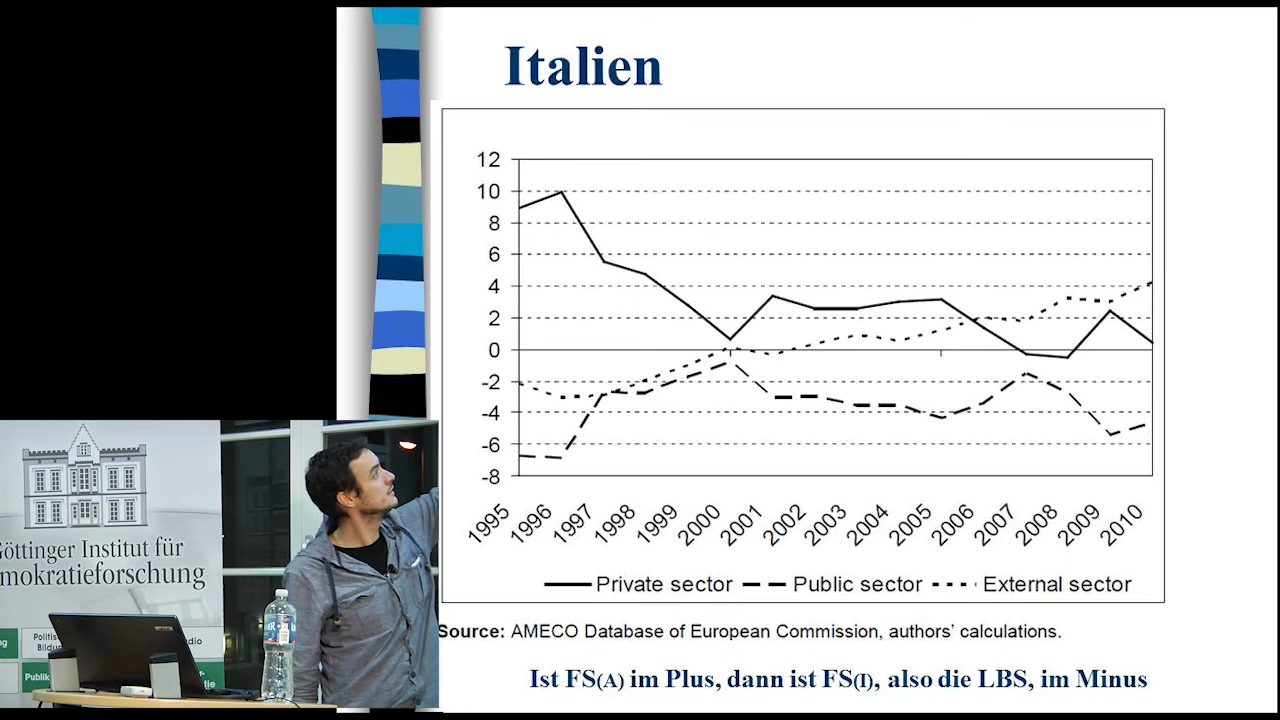 Italien
12
10
8
6
4
2
0
-2
-4
-6
-8
1995 1996 1997 1998 1999 2000 2001 2002 2003 2004 2005 2006 2007 2008 2009 2010
Private sector Public sector External sector
Source: AMECO Database of European Commission, authors' calculations.
Ist FS(A) im Plus, dann ist FS(I), also die LBS, im Minus
Göttinger Institut für
mokratieforschung